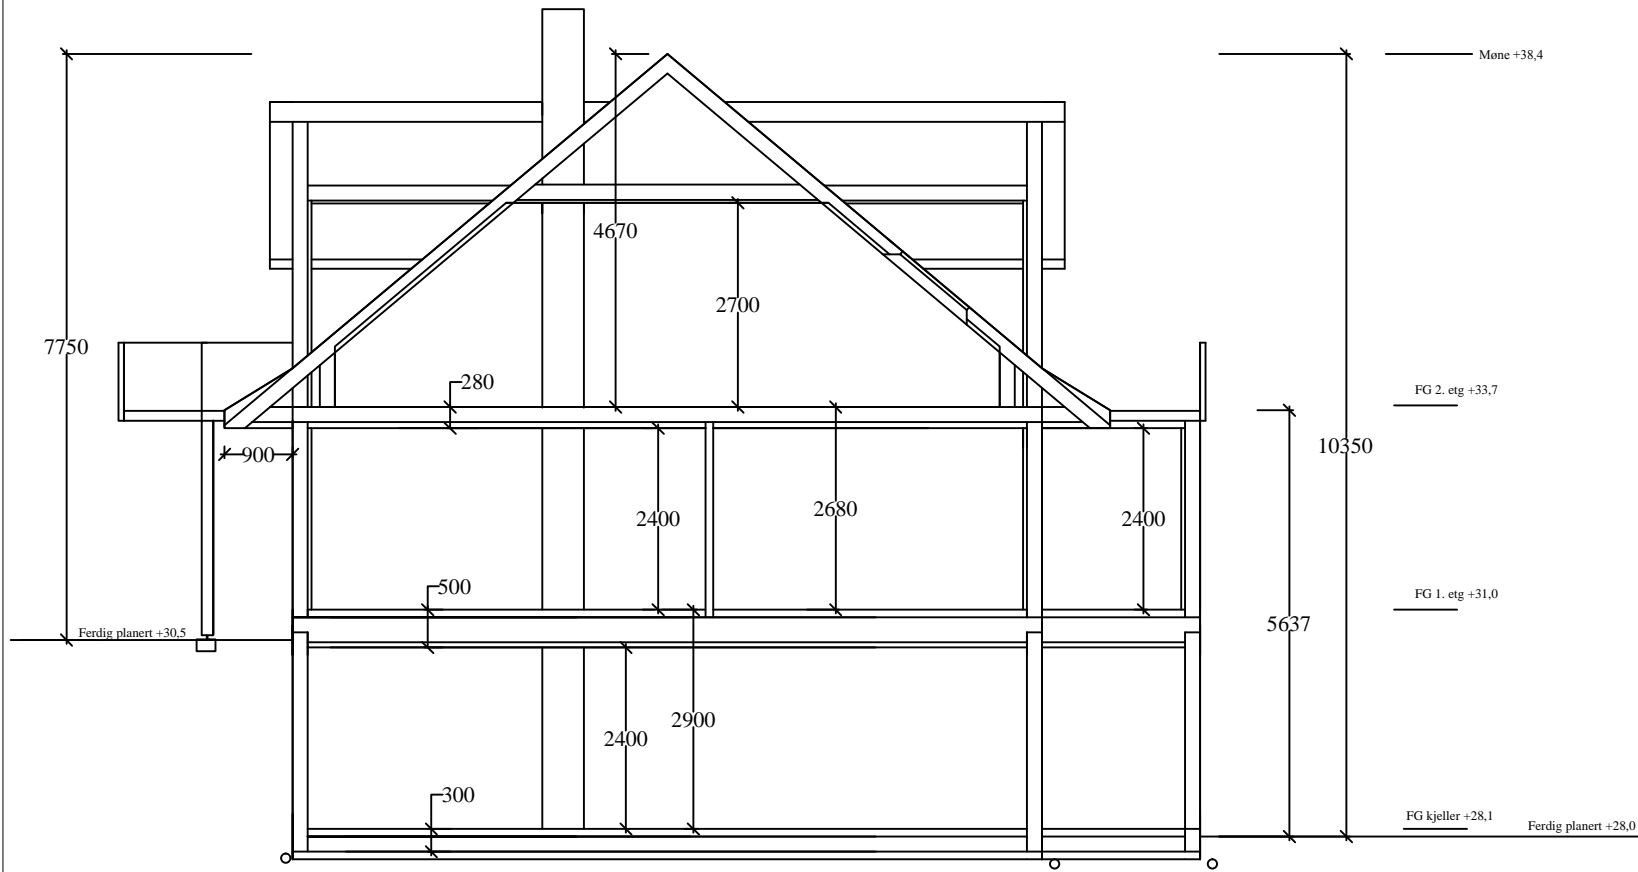 Møne +38,4
4670
2700
7750
280
FG 2. etg +33,7
10350
900
2400
2680
2400
500
FG 1. etg +31,0
5637
Ferdig planert +30,5
2900
2400
300
FG kjeller +28,1
Ferdig planert +28,0